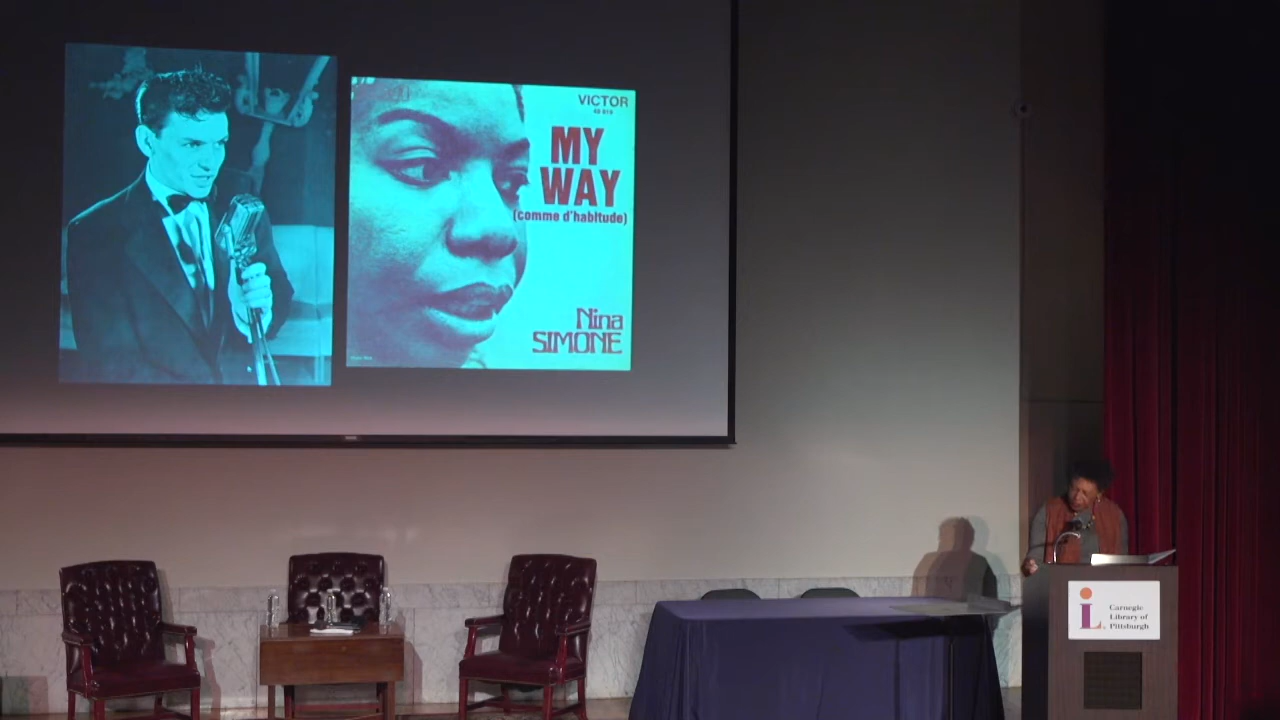 VICTOR
MY
WAY
(comme d'habitude)
Nina
SIMONE
Carnegie
Library of
Pittsburgh